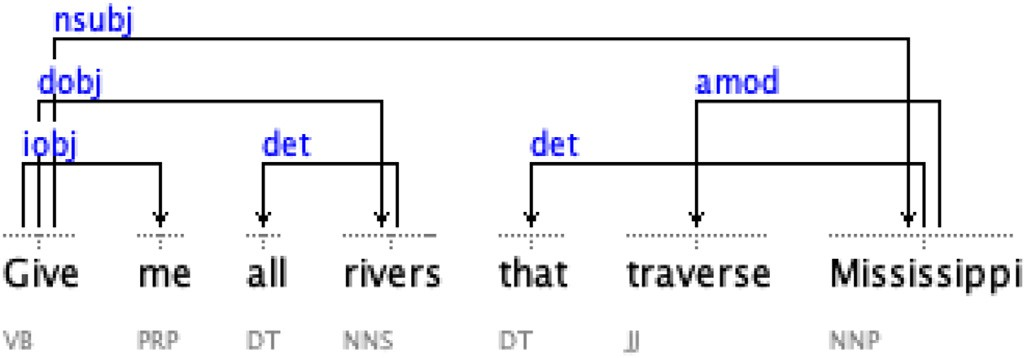 nsubj
dobj amod
iobj det det
Give me all rivers that traverse Mississippi
VB PRP DT NNS DT JJ NNP